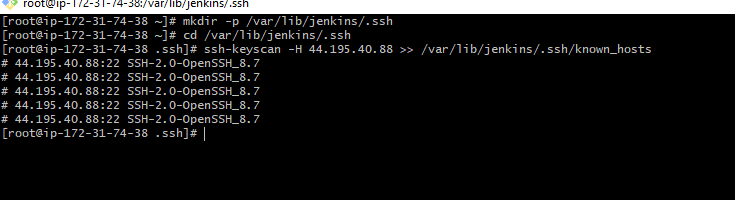 root@ip-172-31-74-38:/var/lib/jenkins/.ssh
[root@ip-172-31-74-38 ~]# mkdir -p /var/lib/jenkins/.ssh
[root@ip-172-31-74-38 ~]# cd /var/lib/jenkins/.ssh
[root@ip-172-31-74-38 .ssh]# ssh-keyscan -H 44.195.40.88 >> /var/lib/jenkins/.ssh/known_hosts
# 44.195.40.88:22 SSH-2.0-OpenSSH_8.7
# 44.195.40.88:22 SSH-2.0-OpenSSH_8.7
# 44.195.40.88:22 SSH-2.0-OpenSSH_8.7
# 44.195.40.88:22 SSH-2.0-OpenSSH_8.7
# 44.195.40.88:22 SSH-2.0-OpenSSH_8.7
[root@ip-172-31-74-38 .ssh]#